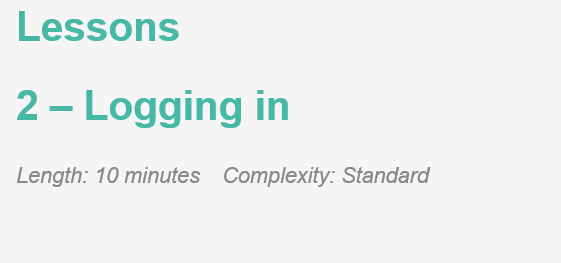 Lessons
2 – Logging in
Length: 10 minutes Complexity: Standard